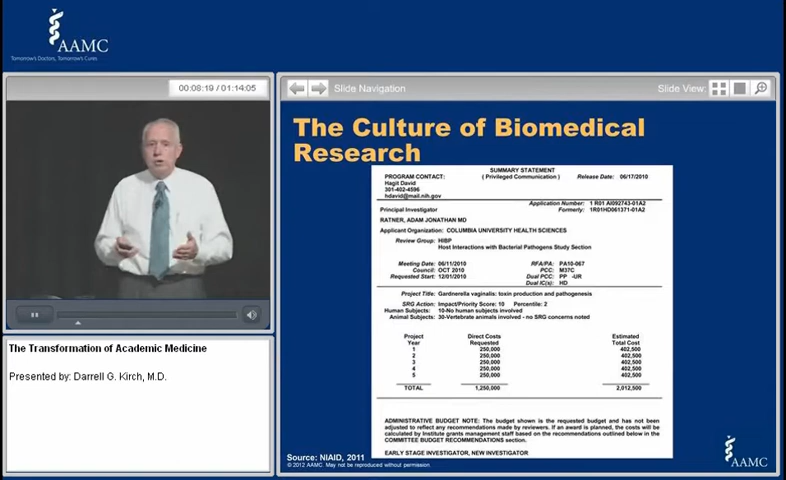 AAMC
Tomorrow's Doctors, Tomorrow's Cures
00:08:19 / 01:14:05
Slide Navigation
Slide View:
The Transformation of Academic Medicine
Presented by: Darrell G. Kirch, M.D.
The Culture of Biomedical
Research
SUMMARY STATEMENT
PROGRAM CONTACT: ( Privileged Communication ) Release Date: 06/17/2010
Hagit David
301-402-4596
hdavid@mail.nih.gov
Application Number: 1 R01 AI092743-01A2
Formerly: 1R01HD061371-01A2
Principal Investigator
RATNER, ADAM JONATHAN MD
Applicant Organization: COLUMBIA UNIVERSITY HEALTH SCIENCES
Review Group: HIBP
Host Interactions with Bacterial Pathogens Study Section
Meeting Date: 06/11/2010 RFA/PA: PA10-067
Council: OCT 2010 PCC: M37C
Requested Start: 12/01/2010 Dual PCC: PP -UR
Dual IC(s): HD
Project Title: Gardnerella vaginalis: toxin production and pathogenesis
SRG Action: Impact/Priority Score: 10 Percentile: 2
Human Subjects: 10-No human subjects involved
Animal Subjects: 30-Vertebrate animals involved - no SRG concerns noted
Project Direct Costs Estimated
Year Requested Total Cost
1 250,000 402,500
2 250,000 402,500
3 250,000 402,500
4 250,000 402,500
5 250,000 402,500
TOTAL 1,250,000 2,012,500
ADMINISTRATIVE BUDGET NOTE: The budget shown is the requested budget and has not been
adjusted to reflect any recommendations made by reviewers. If an award is planned, the costs will be
calculated by Institute grants management staff based on the recommendations outlined below in the
COMMITTEE BUDGET RECOMMENDATIONS section.
EARLY STAGE INVESTIGATOR, NEW INVESTIGATOR
Source: NIAID, 2011
© 2012 AAMC. May not be reproduced without permission
AAMC